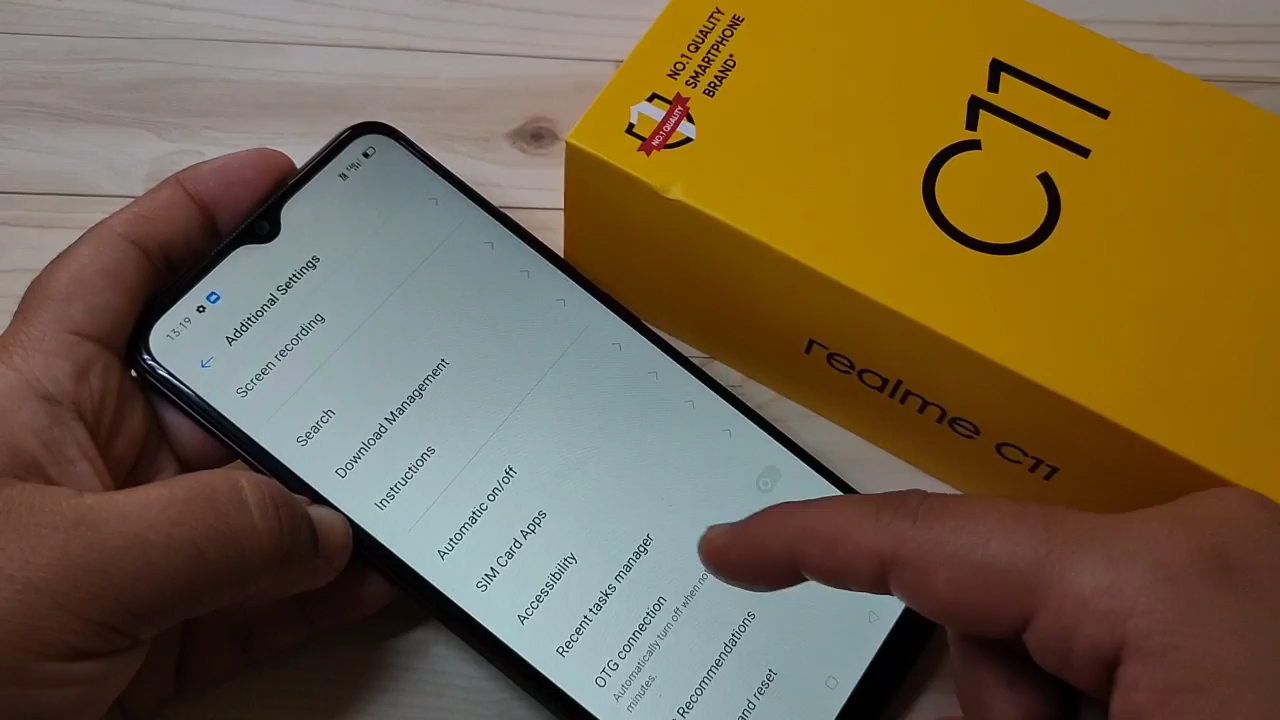 NO.1 QUALITY
SMARTPHONE
BRAND*
NO.1 QUALITY
C11
realme C11
13:19
Additional Settings
Screen recording
Search
Download Management
Instructions
Automatic on/off
SIM Card Apps
Accessibility
Recent tasks manager
OTG connection
Automatically turn off when not
minutes.
Recommendations
and reset